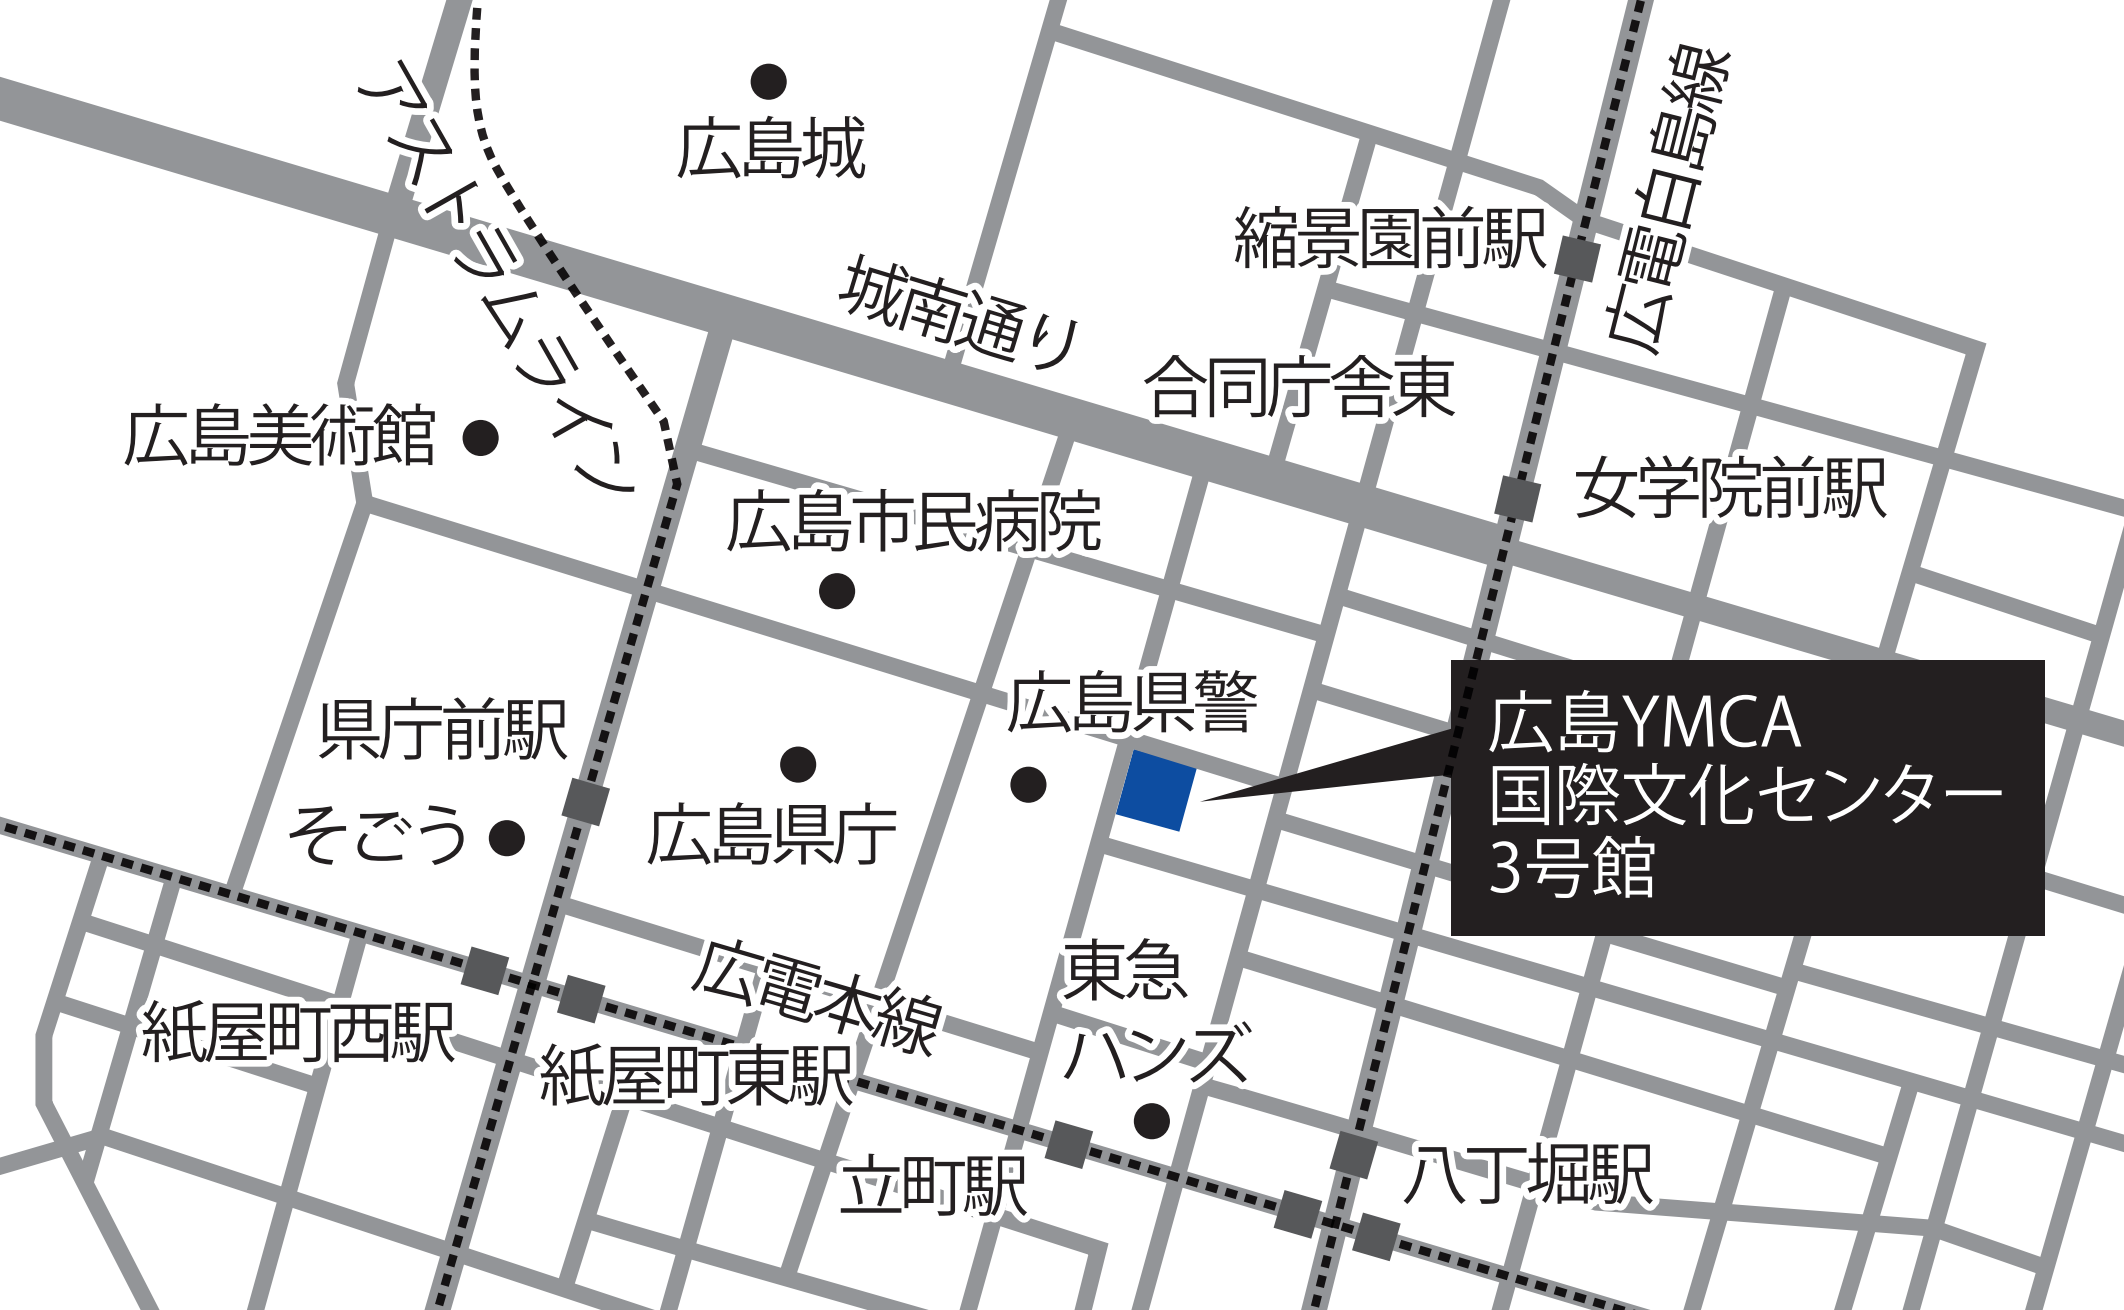 広島城
アストラムライン
広電白島線
縮景園前駅
城南通り
合同庁舎東
広島美術館
女学院前駅
広島市民病院
広島県警
県庁前駅
そごう
広島県庁
広島YMCA
国際文化センター
3号館
広電本線
東急
ハンズ
紙屋町西駅
紙屋町東駅
立町駅
八丁堀駅